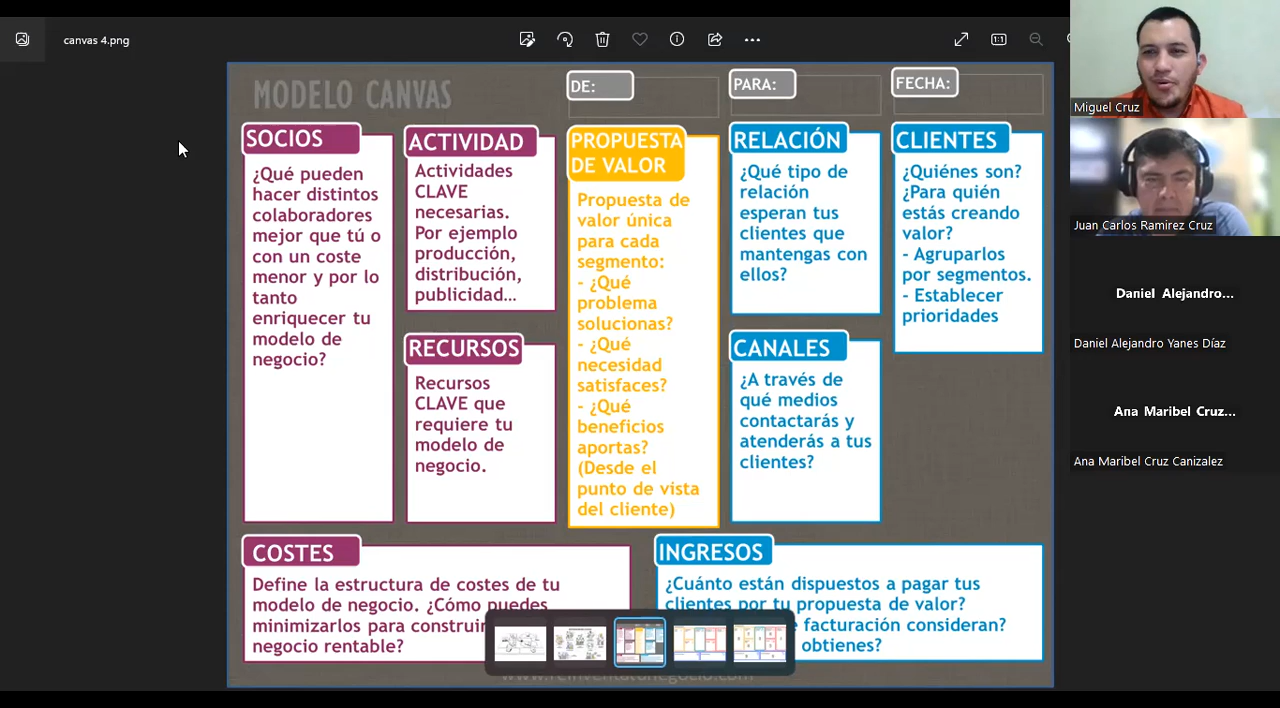 canvas 4.png
MODELO CANVAS
DE:
PARA:
FECHA:
SOCIOS
¿Qué pueden
hacer distintos
colaboradores
mejor que tú o
con un coste
menor y por lo
tanto
enriquecer tu
modelo de
negocio?
ACTIVIDAD
Actividades
CLAVE
necesarias.
Por ejemplo
producción,
distribución,
publicidad...
RECURSOS
Recursos
CLAVE que
requiere tu
modelo de
negocio.
PROPUESTA
DE VALOR
Propuesta de
valor única
para cada
segmento:
- ¿Qué
problema
solucionas?
- ¿Qué
necesidad
satisfaces?
- ¿Qué
beneficios
aportas?
(Desde el
punto de vista
del cliente)
RELACIÓN
¿Qué tipo de
relación
esperan tus
clientes que
mantengas con
ellos?
CANALES
¿A través de
qué medios
contactarás y
atenderás a tus
clientes?
CLIENTES
¿Quiénes son?
¿Para quién
estás creando
valor?
- Agruparlos
por segmentos.
- Establecer
prioridades
COSTES
Define la estructura de costes de tu
modelo de negocio. ¿Cómo puedes
minimizarlos para construir
negocio rentable?
INGRESOS
¿Cuánto están dispuestos a pagar tus
clientes por tu propuesta de valor?
facturación consideran?
obtienes?
Miguel Cruz
Juan Carlos Ramirez Cruz
Daniel Alejandro...
Daniel Alejandro Yanes Díaz
Ana Maribel Cruz...
Ana Maribel Cruz Canizalez